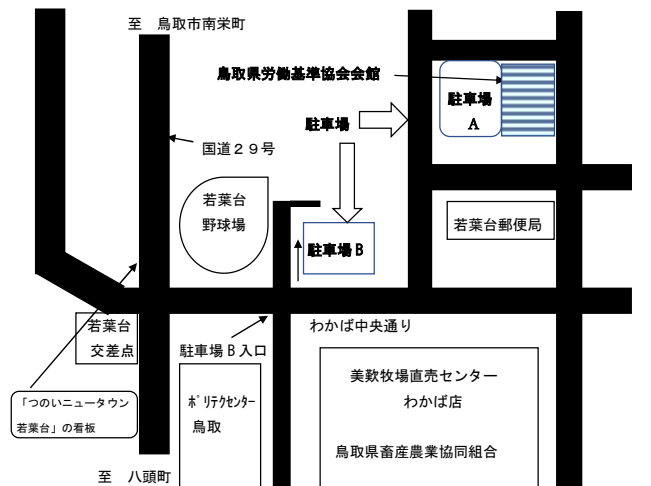 至　鳥取市南栄町
鳥取県労働基準協会会館
駐車場
A
駐車場
国道２９号
若葉台
野球場
若葉台郵便局
駐車場 B
若葉台
交差点
わかば中央通り
駐車場 B 入口
美歎牧場直売センター
わかば店
鳥取県畜産農業協同組合
ﾎﾟﾘﾃｸｾﾝﾀｰ
鳥取
「つのいニュータウン
若葉台」の看板
至　八頭町